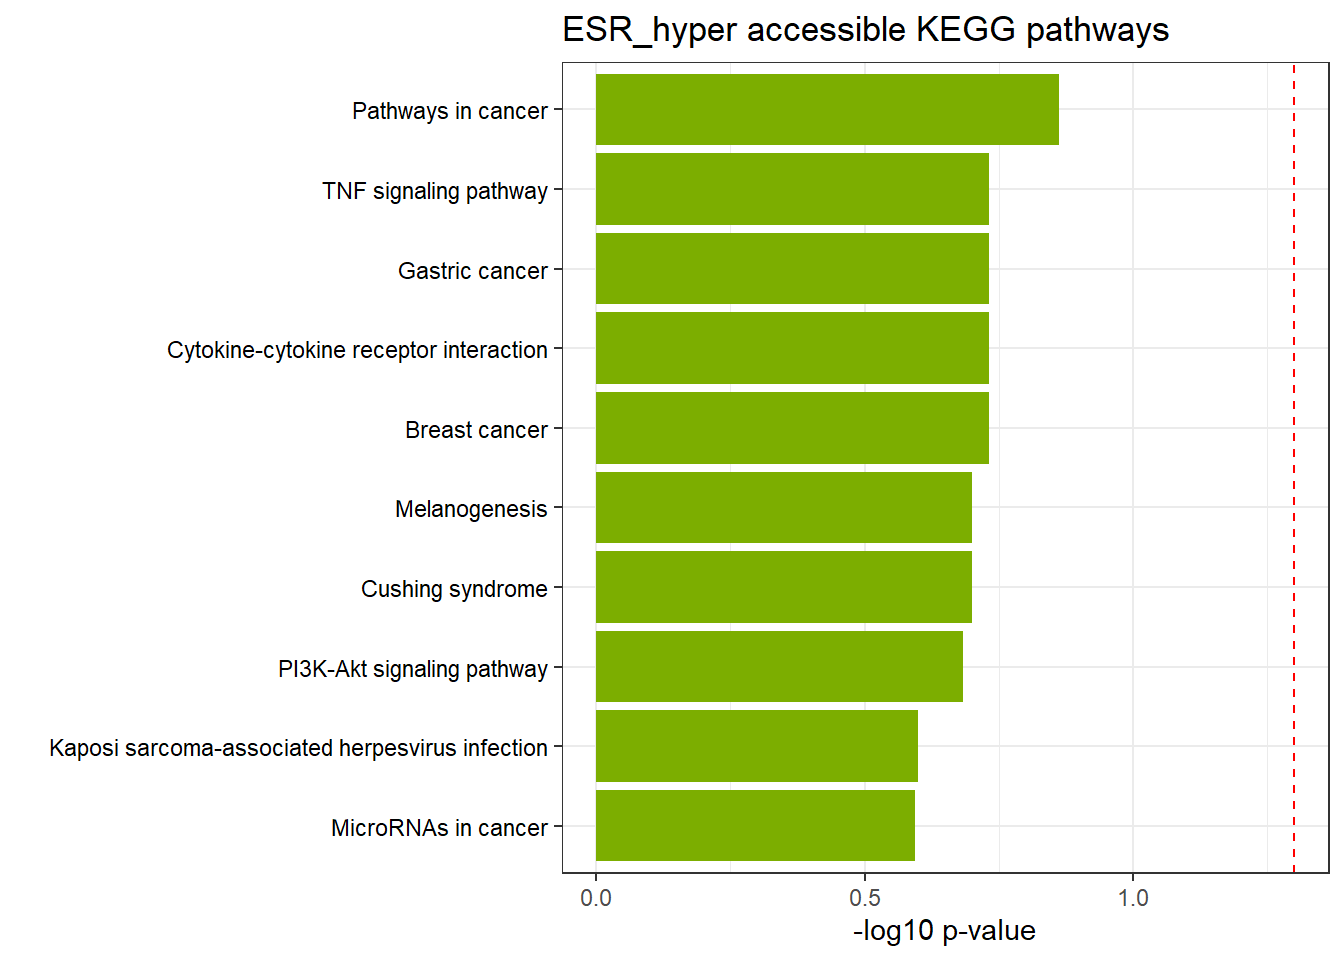 ESR_hyper accessible KEGG pathways
Pathways in cancer
TNF signaling pathway
Gastric cancer
Cytokine-cytokine receptor interaction
Breast cancer
Melanogenesis
Cushing syndrome
PI3K-Akt signaling pathway
Kaposi sarcoma-associated herpesvirus infection
MicroRNAs in cancer
0.0 0.5 1.0
-log10 p-value